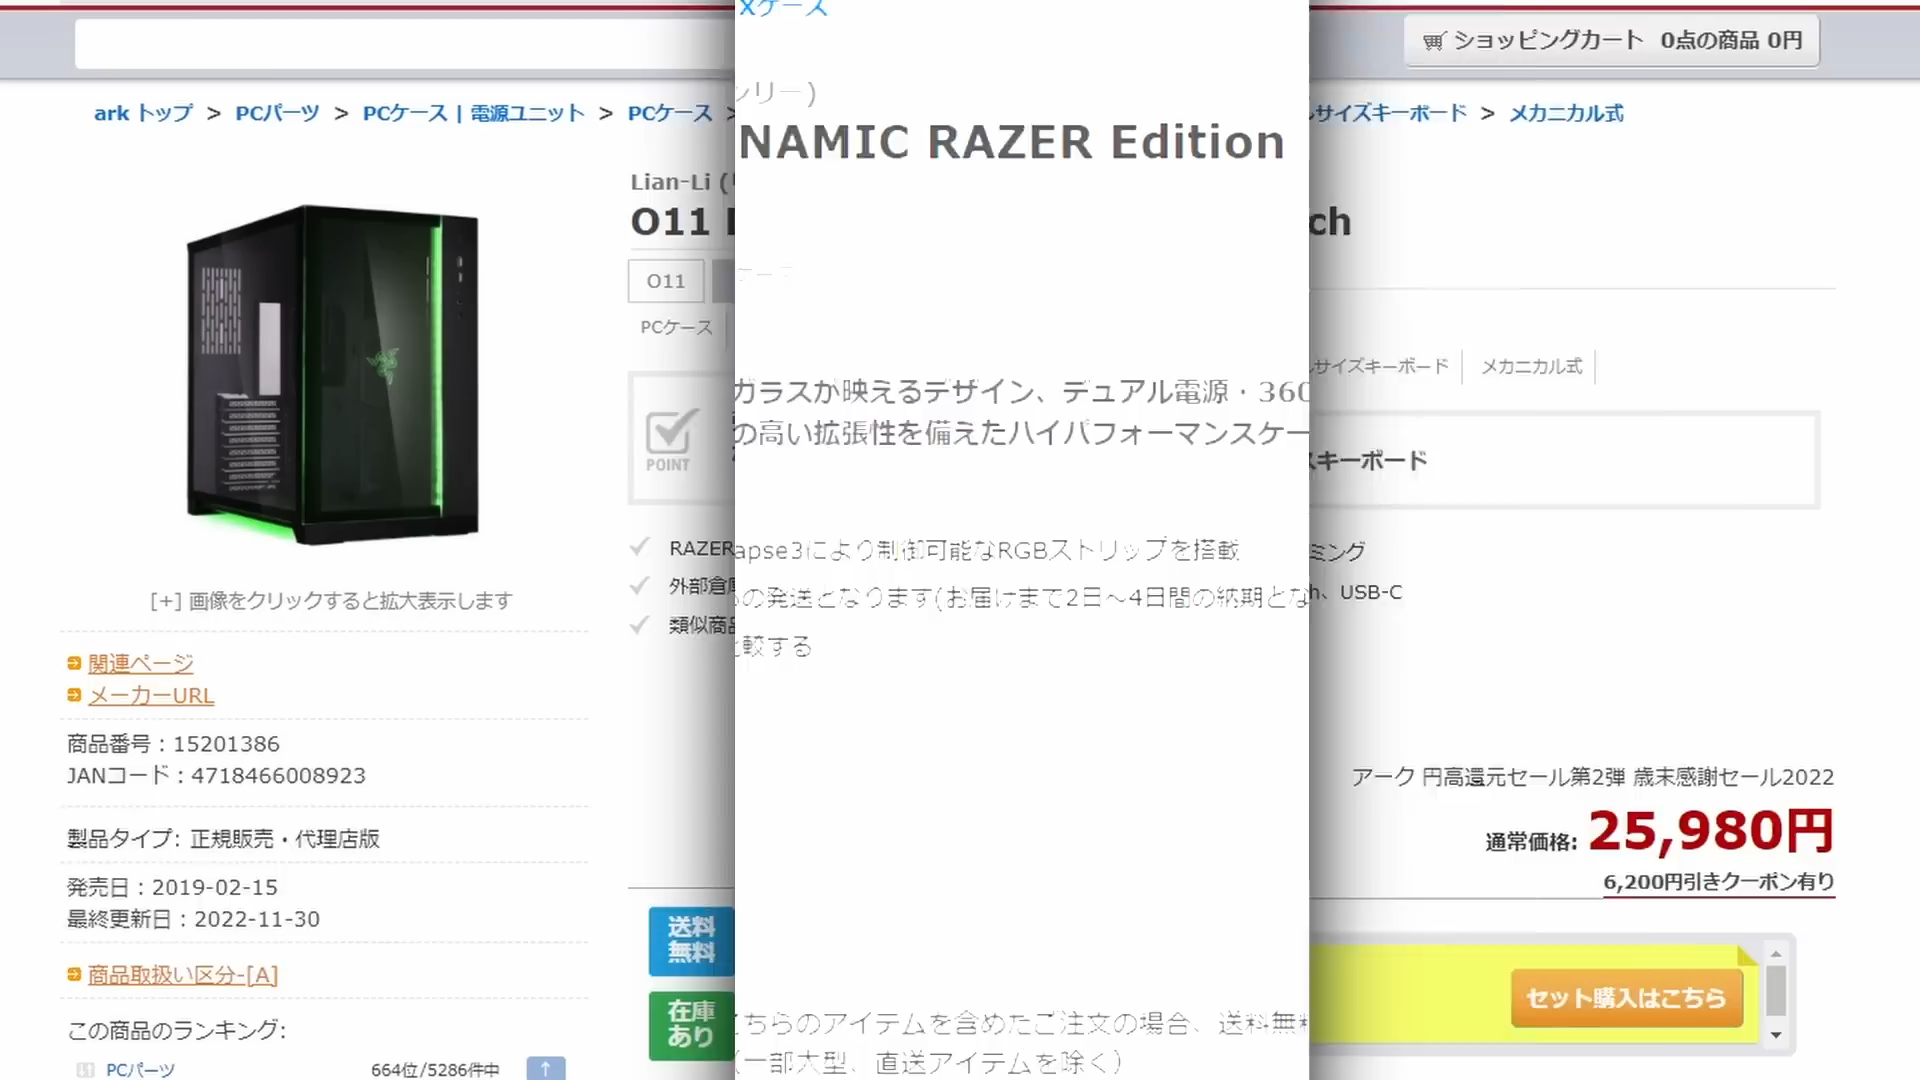 ショッピングカート 0点の商品 0円
Xケース
ark トップ > PCパーツ > PCケース | 電源ユニット > PCケース >
サイズキーボード > メカニカル式
ンリー)
NAMIC RAZER Edition
Lian-Li (
O11
ch
O11
ケース
PCケース
サイズキーボード
メカニカル式
POINT
ガラスが映えるデザイン、デュアル電源・360
の高い拡張性を備えたハイパフォーマンスケー
スキーボード
RAZER
apse3により制御可能なRGBストリップを搭載
ミング
外部倉庫
の発送となります(お届けまで2日～4日間の納期とな
h、USB-C
類似商品
比較する
[+] 画像をクリックすると拡大表示します
関連ページ
メーカーURL
商品番号：15201386
JANコード：4718466008923
製品タイプ: 正規販売・代理店版
発売日：2019-02-15
最終更新日：2022-11-30
商品取扱い区分-[A]
この商品のランキング:
PCパーツ 664位/5286件中 ↑
アーク 円高還元セール第2弾 歳末感謝セール2022
通常価格: 25,980円
6,200円引きクーポン有り
送料
無料
在庫
あり
セット購入はこちら
こちらのアイテムを含めたご注文の場合、送料無料
（一部大型、直送アイテムを除く）